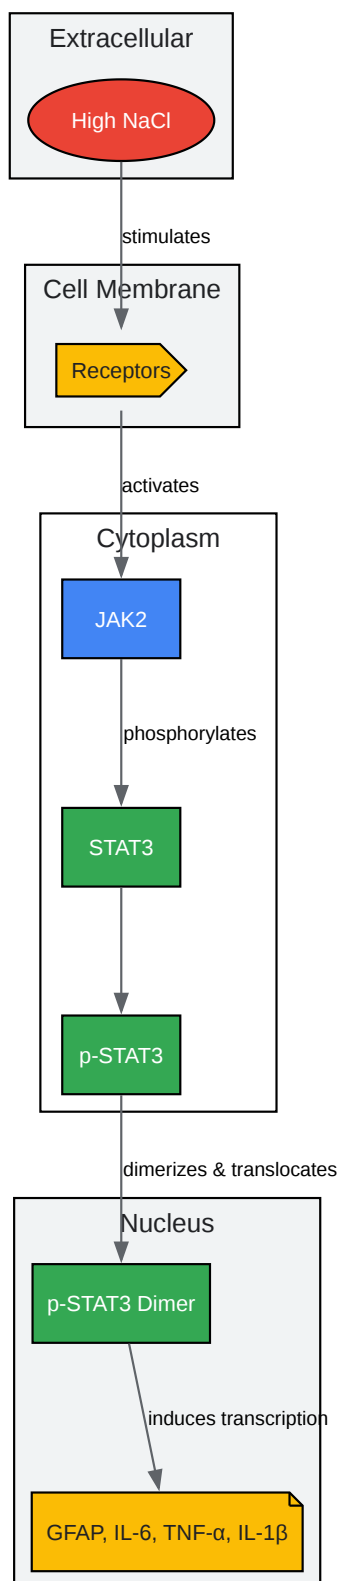 Extracellular
High NaCl
stimulates
Cell Membrane
Receptors
activates
Cytoplasm
JAK2
phosphorylates
STAT3
p-STAT3
dimerizes & translocates
Nucleus
p-STAT3 Dimer
induces transcription
GFAP, IL-6, TNF-α, IL-1β